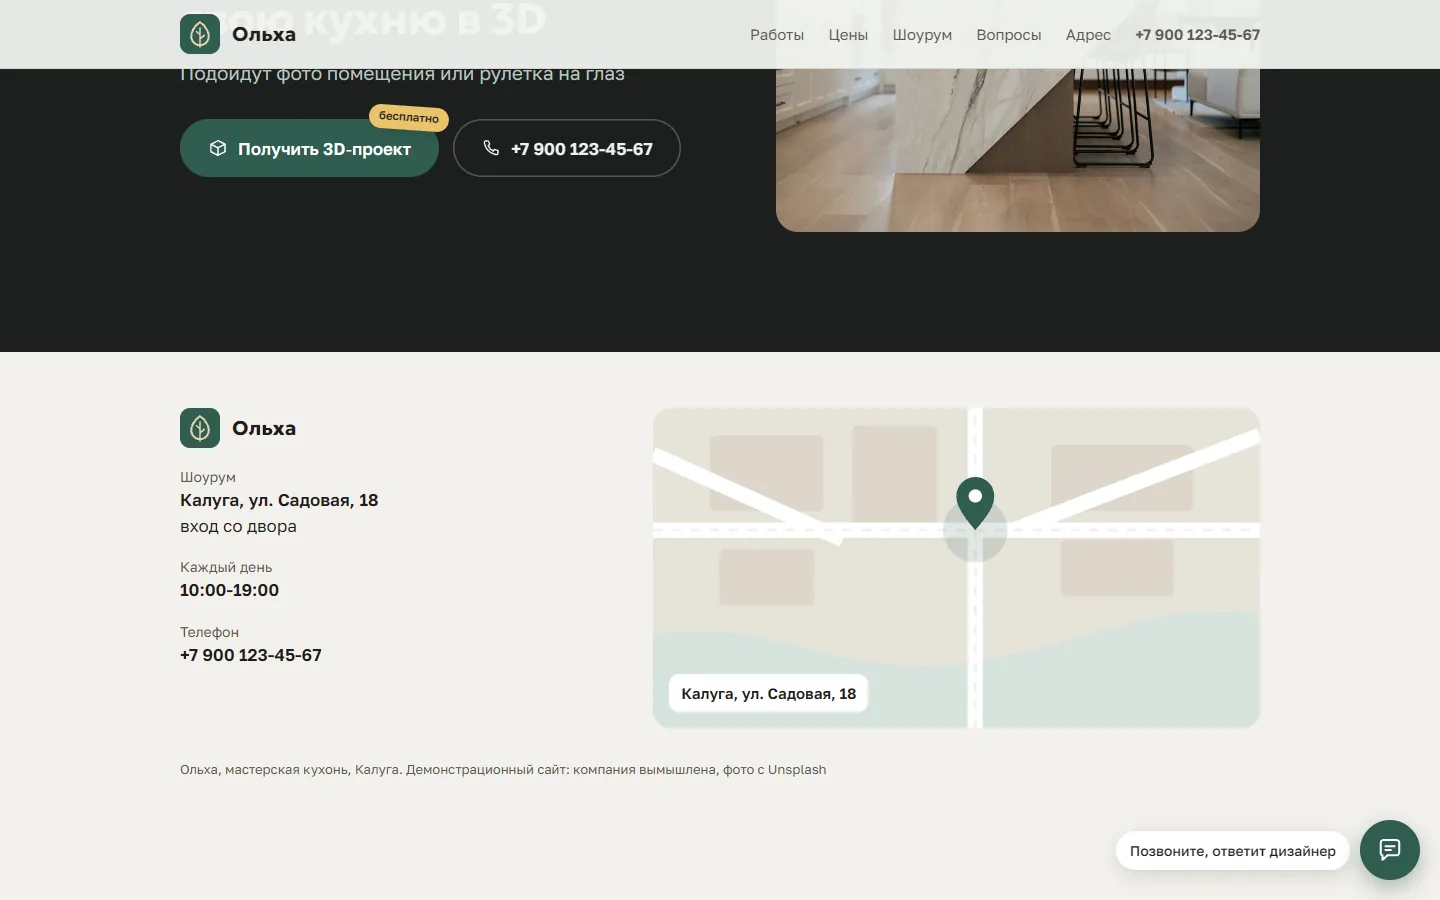 свою кухню в 3D
Ольха
Работы Цены Шоурум Вопросы Адрес +7 900 123-45-67
Подойдут фото помещения или рулетка на глаз
бесплатно
Получить 3D-проект
+7 900 123-45-67
Ольха
Шоурум
Калуга, ул. Садовая, 18
вход со двора
Каждый день
10:00-19:00
Телефон
+7 900 123-45-67
Калуга, ул. Садовая, 18
Ольха, мастерская кухонь, Калуга. Демонстрационный сайт: компания вымышлена, фото с Unsplash
Позвоните, ответит дизайнер